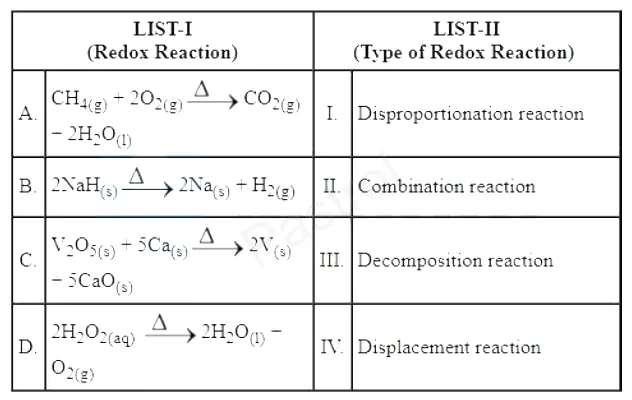 LIST-I
(Redox Reaction)
LIST-II
(Type of Redox Reaction)
A.
CH₄(g) + 2O₂(g) —Δ→ CO₂(g)
− 2H₂O(l)
I.
Disproportionation reaction
B.
2NaH(s) —Δ→ 2Na(s) + H₂(g)
II.
Combination reaction
C.
V₂O₅(s) + 5Ca(s) —Δ→ 2V(s)
+ 5CaO(s)
III.
Decomposition reaction
D.
2H₂O₂(aq) —Δ→ 2H₂O(l) −
O₂(g)
IV.
Displacement reaction